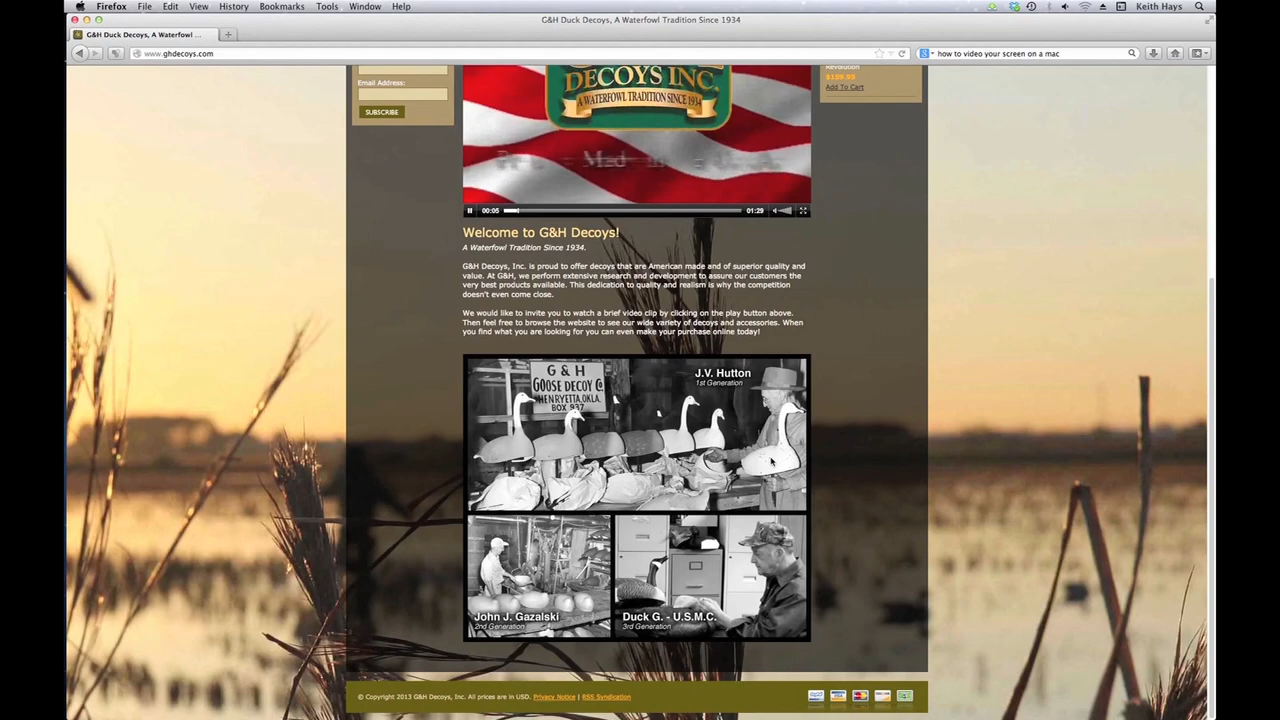 Firefox File Edit View History Bookmarks Tools Window Help Keith Hays
G&H Duck Decoys, A Waterfowl Tradition Since 1934
G&H Duck Decoys, A Waterfowl ...
www.ghdecoys.com
how to video your screen on a mac
Revolution
$199.95
Add To Cart
Email Address:
SUBSCRIBE
DECOYS INC.
A WATERFOWL TRADITION SINCE 1934
Made
00:05 01:29
Welcome to G&H Decoys!
A Waterfowl Tradition Since 1934.
G&H Decoys, Inc. is proud to offer decoys that are American made and of superior quality and
value. At G&H, we perform extensive research and development to assure our customers the
very best products available. This dedication to quality and realism is why the competition
doesn't even come close.
We would like to invite you to watch a brief video clip by clicking on the play button above.
Then feel free to browse the website to see our wide variety of decoys and accessories. When
you find what you are looking for you can even make your purchase online today!
G & H
GOOSE DECOY Co
HENRYETTA,OKLA.
BOX 937
J.V. Hutton
1st Generation
John J. Gazalski
2nd Generation
Duck G. - U.S.M.C.
3rd Generation
© Copyright 2013 G&H Decoys, Inc. All prices are in USD. Privacy Notice | RSS Syndication